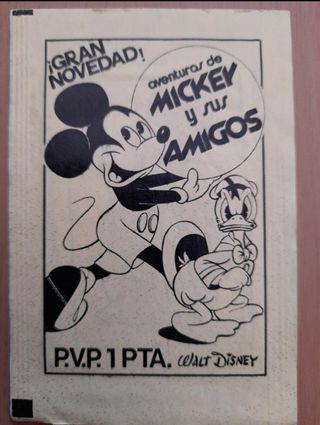 ¡GRAN
NOVEDAD!
aventuras de
MICKEY
y sus
AMIGOS
P.V.P. 1 PTA.
WALT DISNEY